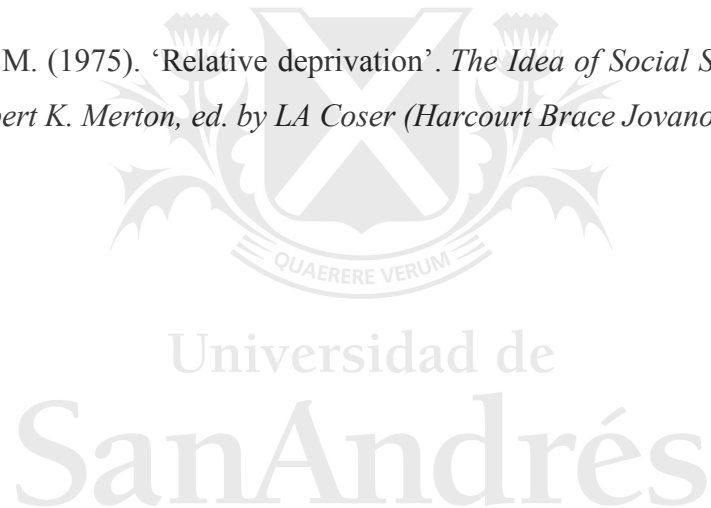 M. (1975). ‘Relative deprivation’. The Idea of Social S
pert K. Merton, ed. by LA Coser (Harcourt Brace Jovano
QUAERERE VERUM
Universidad de
SanAndrés